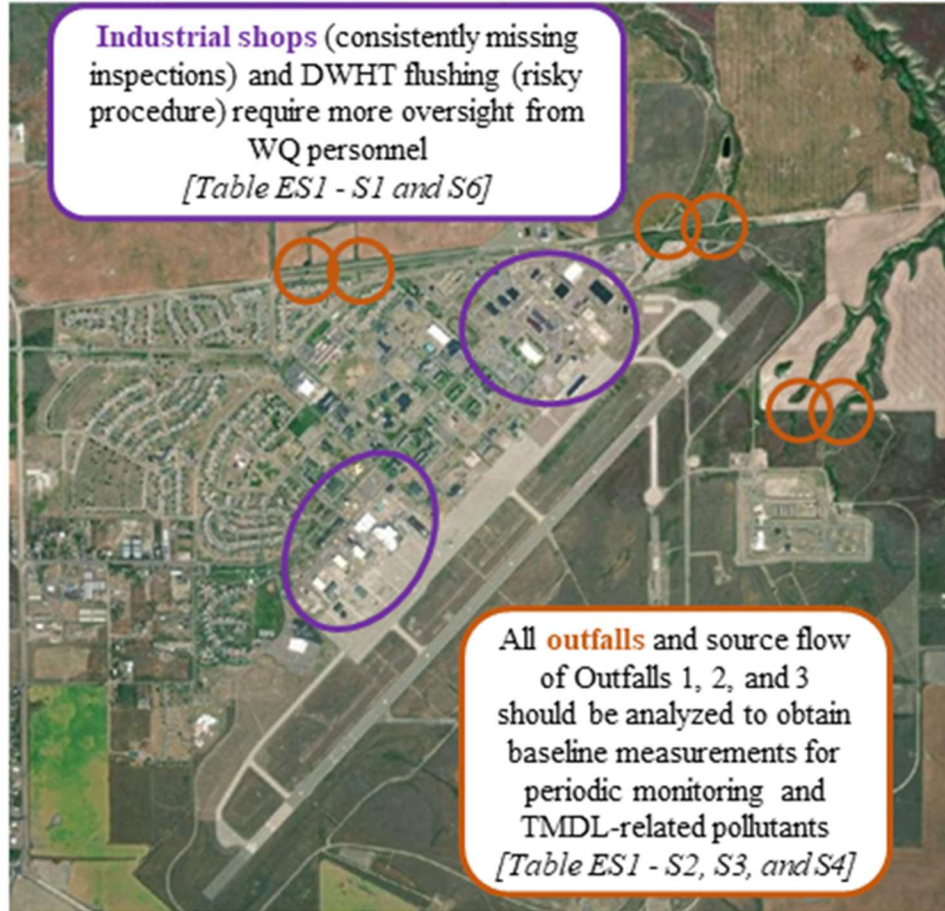 Industrial shops (consistently missing
inspections) and DWHT flushing (risky
procedure) require more oversight from
WQ personnel
[Table ES1 - S1 and S6]
All outfalls and source flow
of Outfalls 1, 2, and 3
should be analyzed to obtain
baseline measurements for
periodic monitoring and
TMDL-related pollutants
[Table ES1 - S2, S3, and S4]